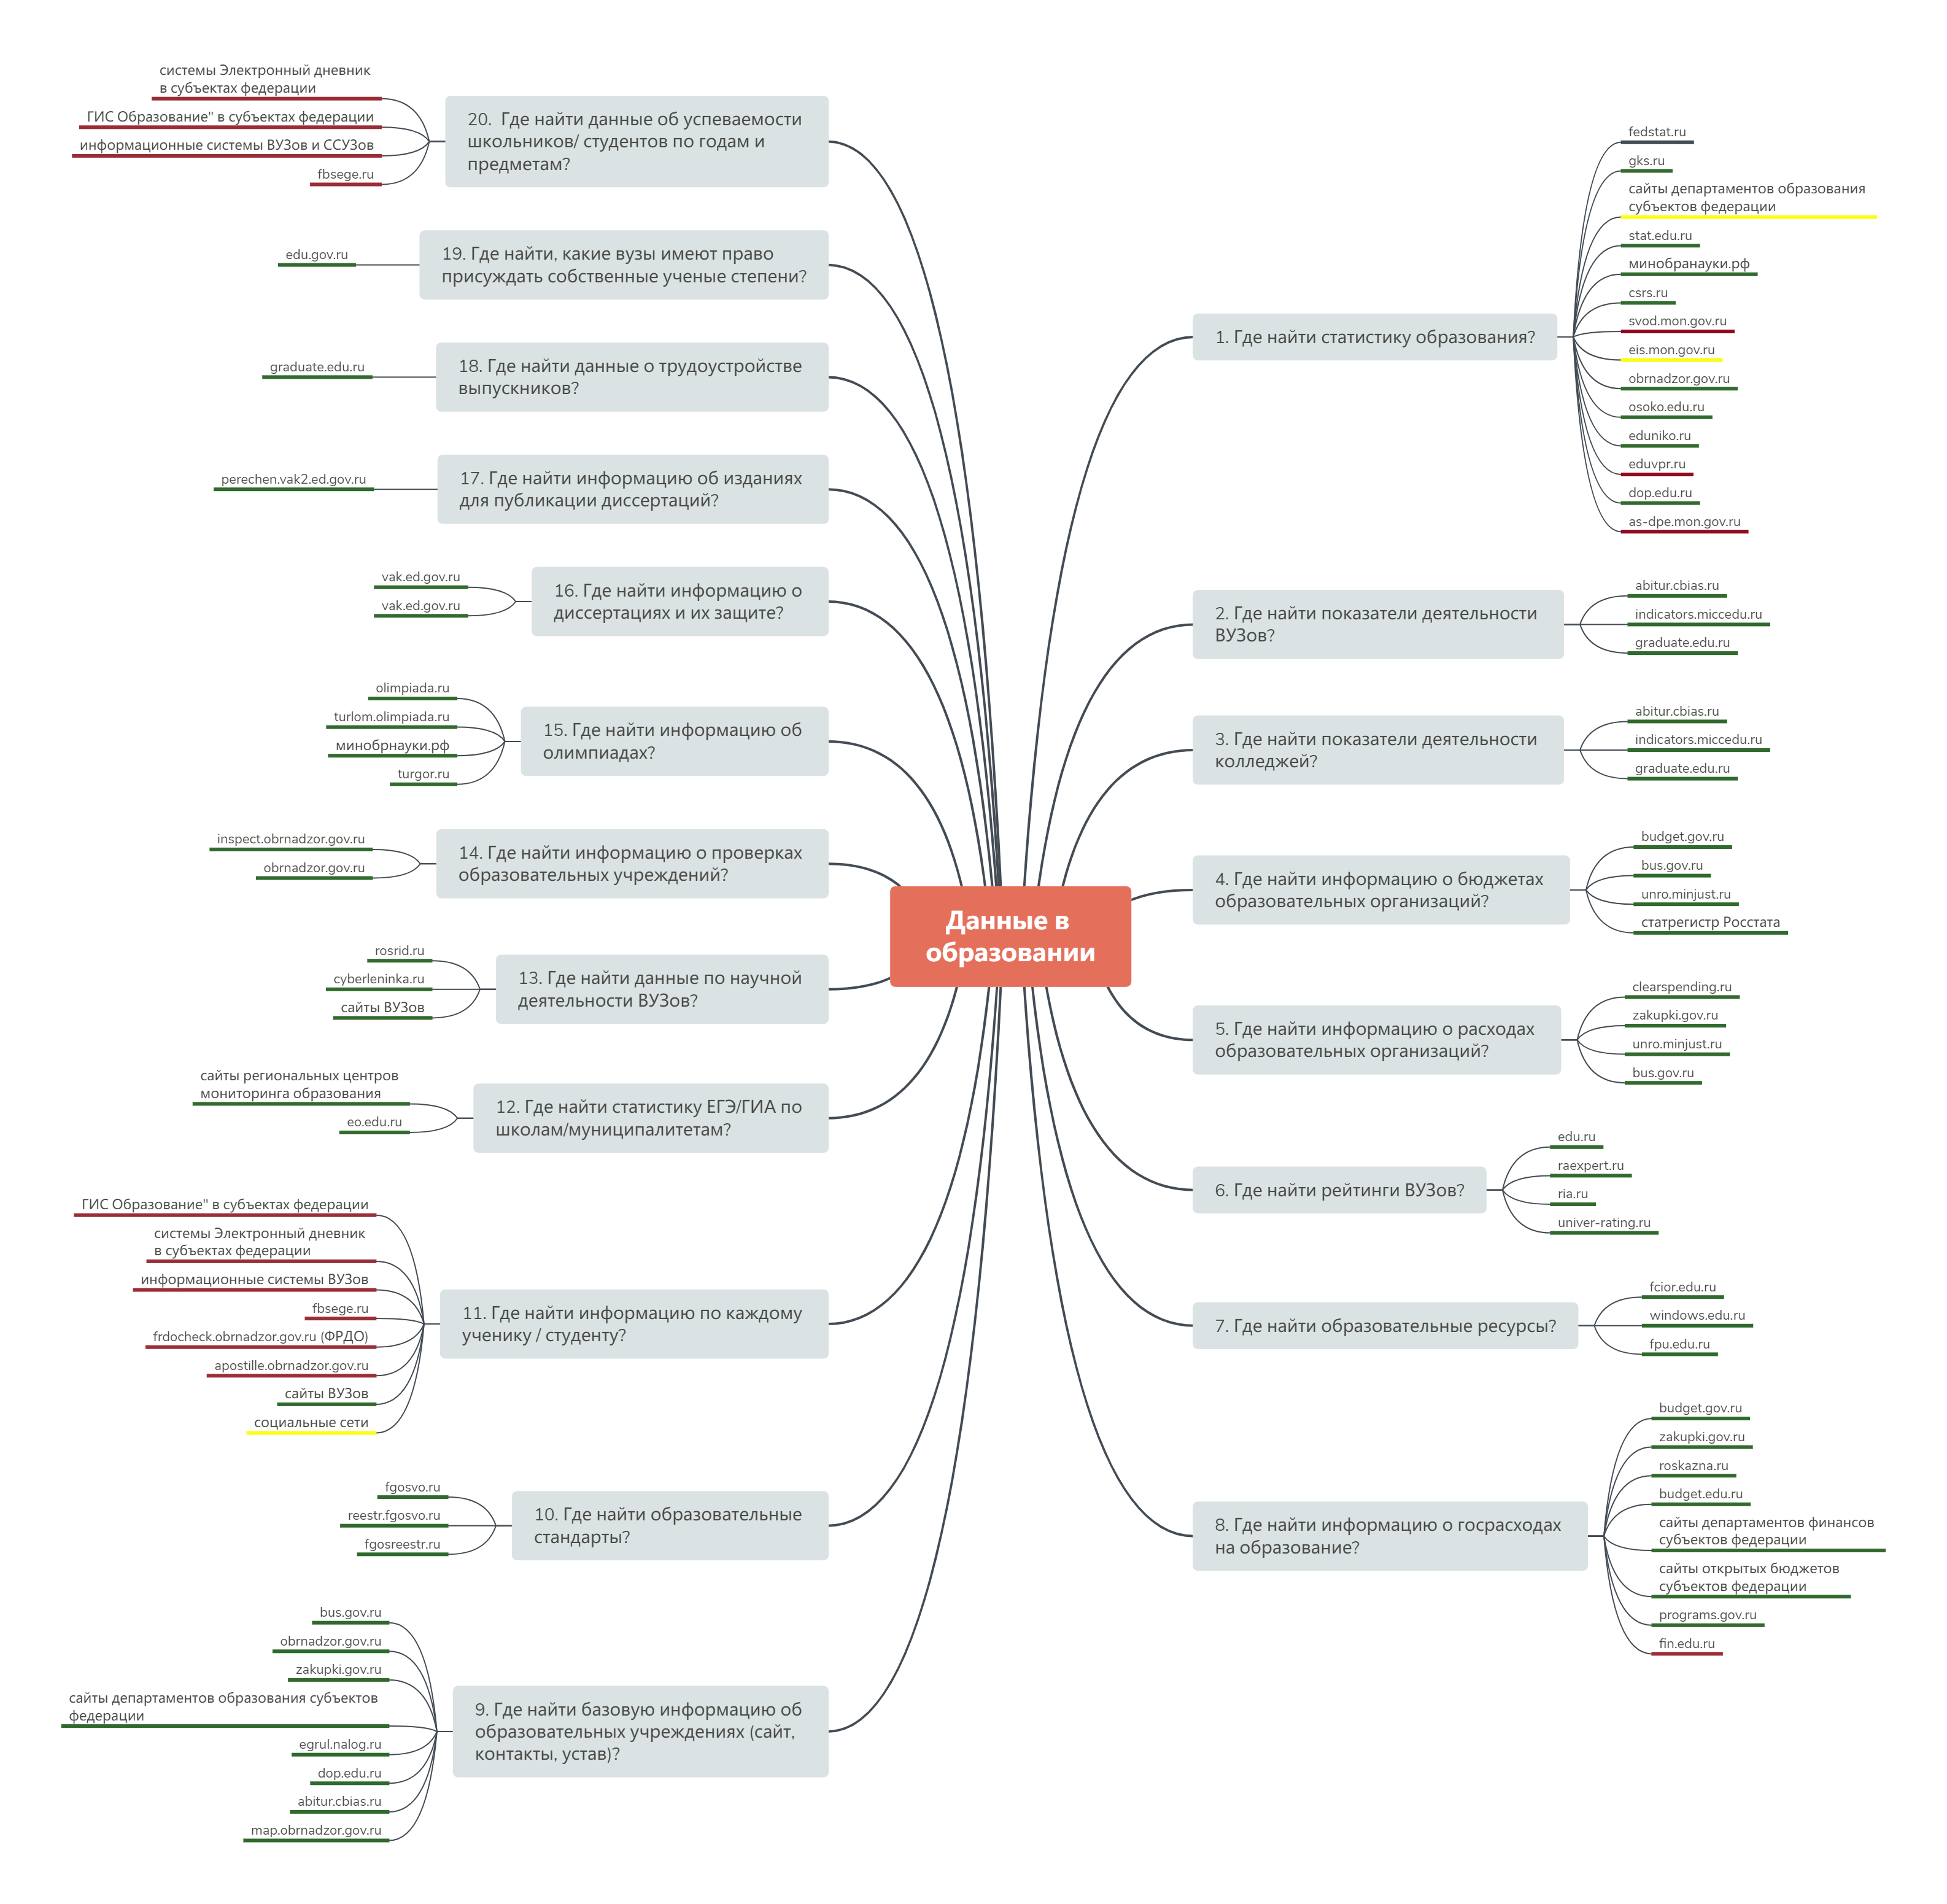 Данные в
образовании
1. Где найти статистику образования?
fedstat.ru
gks.ru
сайты департаментов образования
субъектов федерации
stat.edu.ru
минобранауки.рф
csrs.ru
svod.mon.gov.ru
eis.mon.gov.ru
obrnadzor.gov.ru
osoko.edu.ru
eduniko.ru
eduvpr.ru
dop.edu.ru
as-dpe.mon.gov.ru
2. Где найти показатели деятельности
ВУЗов?
abitur.cbias.ru
indicators.miccedu.ru
graduate.edu.ru
3. Где найти показатели деятельности
колледжей?
abitur.cbias.ru
indicators.miccedu.ru
graduate.edu.ru
4. Где найти информацию о бюджетах
образовательных организаций?
budget.gov.ru
bus.gov.ru
unro.minjust.ru
статрегистр Росстата
5. Где найти информацию о расходах
образовательных организаций?
clearspending.ru
zakupki.gov.ru
unro.minjust.ru
bus.gov.ru
6. Где найти рейтинги ВУЗов?
edu.ru
raexpert.ru
ria.ru
univer-rating.ru
7. Где найти образовательные ресурсы?
fcior.edu.ru
windows.edu.ru
fpu.edu.ru
8. Где найти информацию о госрасходах
на образование?
budget.gov.ru
zakupki.gov.ru
roskazna.ru
budget.edu.ru
сайты департаментов финансов
субъектов федерации
сайты открытых бюджетов
субъектов федерации
programs.gov.ru
fin.edu.ru
9. Где найти базовую информацию об
образовательных учреждениях (сайт,
контакты, устав)?
bus.gov.ru
obrnadzor.gov.ru
zakupki.gov.ru
сайты департаментов образования субъектов
федерации
egrul.nalog.ru
dop.edu.ru
abitur.cbias.ru
map.obrnadzor.gov.ru
10. Где найти образовательные
стандарты?
fgosvo.ru
reestr.fgosvo.ru
fgosreestr.ru
11. Где найти информацию по каждому
ученику / студенту?
ГИС Образование" в субъектах федерации
системы Электронный дневник
в субъектах федерации
информационные системы ВУЗов
fbsege.ru
frdocheck.obrnadzor.gov.ru (ФРДО)
apostille.obrnadzor.gov.ru
сайты ВУЗов
социальные сети
12. Где найти статистику ЕГЭ/ГИА по
школам/муниципалитетам?
сайты региональных центров
мониторинга образования
eo.edu.ru
13. Где найти данные по научной
деятельности ВУЗов?
rosrid.ru
cyberleninka.ru
сайты ВУЗов
14. Где найти информацию о проверках
образовательных учреждений?
inspect.obrnadzor.gov.ru
obrnadzor.gov.ru
15. Где найти информацию об
олимпиадах?
olimpiada.ru
turlom.olimpiada.ru
минобрнауки.рф
turgor.ru
16. Где найти информацию о
диссертациях и их защите?
vak.ed.gov.ru
vak.ed.gov.ru
17. Где найти информацию об изданиях
для публикации диссертаций?
perechen.vak2.ed.gov.ru
18. Где найти данные о трудоустройстве
выпускников?
graduate.edu.ru
19. Где найти, какие вузы имеют право
присуждать собственные ученые степени?
edu.gov.ru
20. Где найти данные об успеваемости
школьников/ студентов по годам и
предметам?
системы Электронный дневник
в субъектах федерации
ГИС Образование" в субъектах федерации
информационные системы ВУЗов и ССУЗов
fbsege.ru